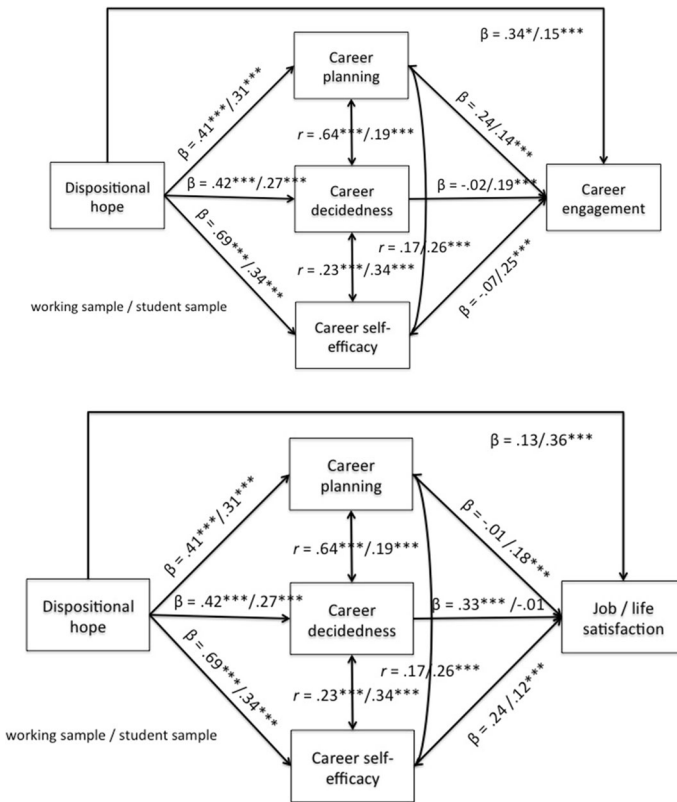 β = .34*/.15***
Career
planning
β = .41***/.31***
β = .24/.14***
r = .64***/.19***
Dispositional
hope
β = .42***/.27***
Career
decidedness
β = -.02/.19***
Career
engagement
β = .69***/.34***
r = .17/.26***
r = .23***/.34***
β = -.07/.25***
working sample / student sample
Career self-
efficacy
β = .13/.36***
Career
planning
β = .41***/.31***
β = -.01/.18***
r = .64***/.19***
Dispositional
hope
β = .42***/.27***
Career
decidedness
β = .33*** /-.01
Job / life
satisfaction
β = .69***/.34***
r = .17/.26***
r = .23***/.34***
β = .24 /.12***
working sample / student sample
Career self-
efficacy